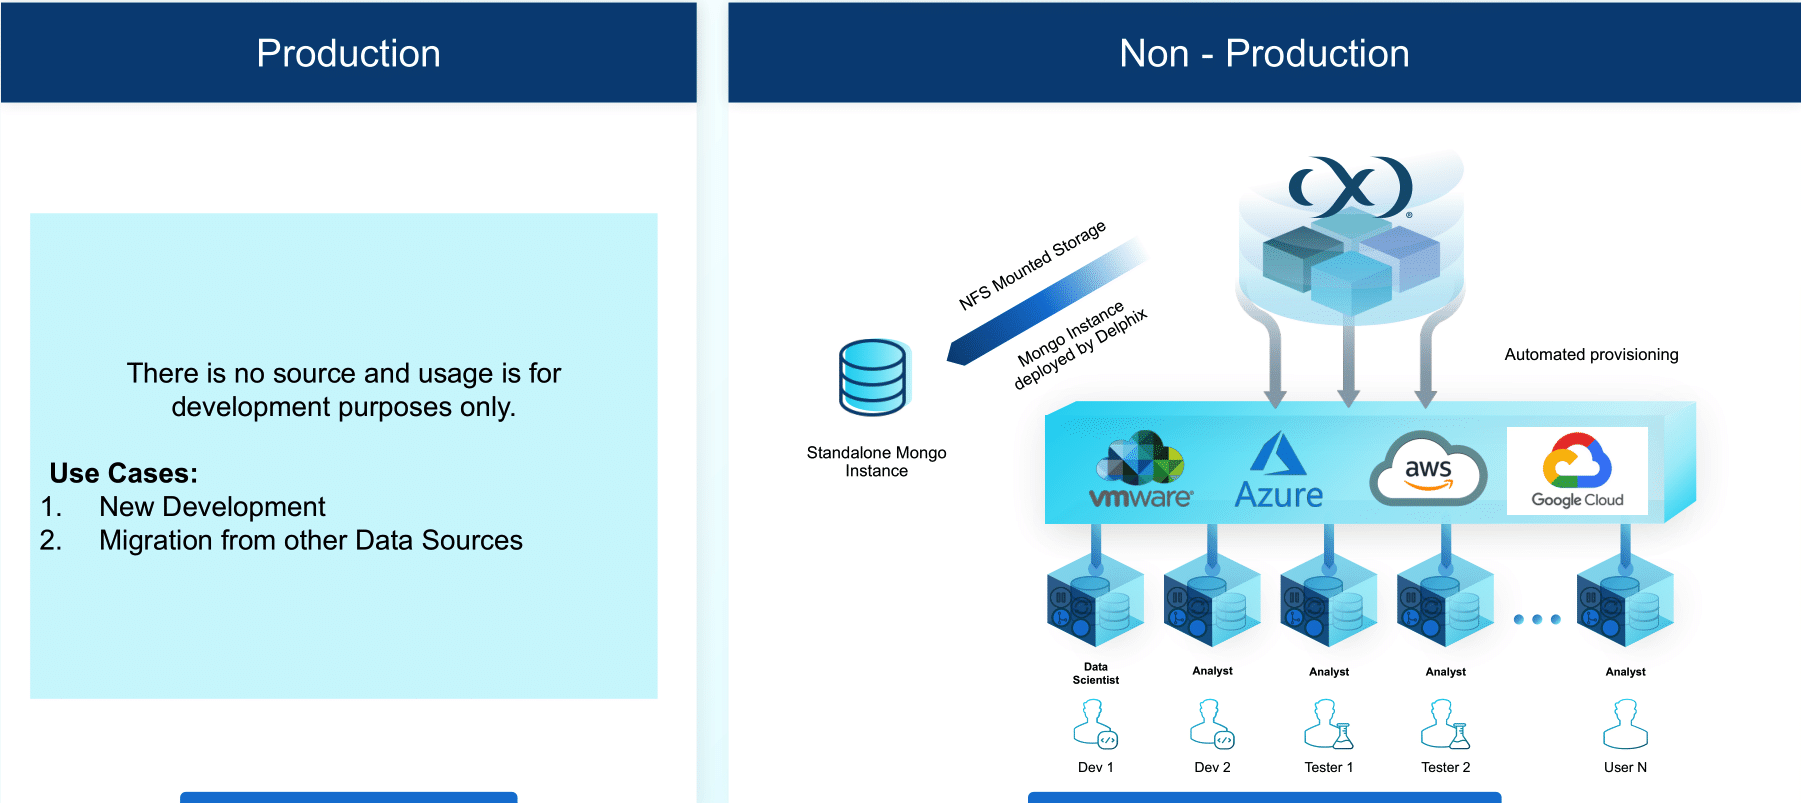 Production
There is no source and usage is for
development purposes only.
Use Cases:
1. New Development
2. Migration from other Data Sources
Non - Production
NFS Mounted Storage
Mongo Instance
deployed by Delphix
Standalone Mongo
Instance
®
Automated provisioning
vmware®
Azure
aws
Google Cloud
Data
Scientist
Analyst
Analyst
Analyst
Analyst
Dev 1
Dev 2
Tester 1
Tester 2
User N